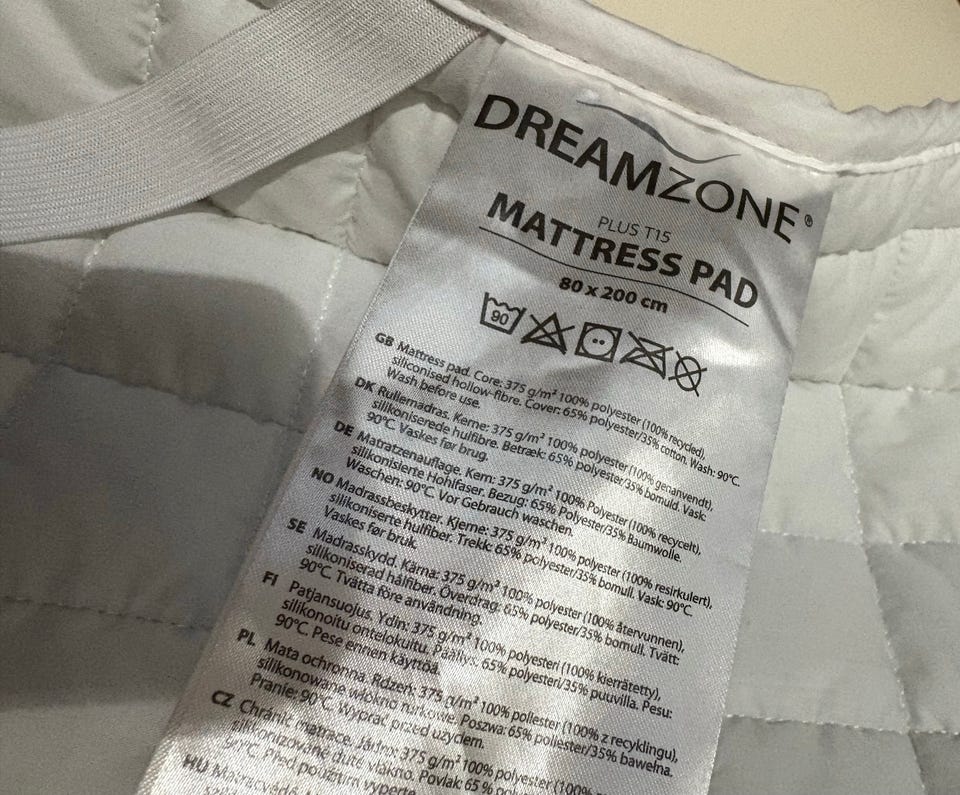 DREAMZONE®
PLUS T15
MATTRESS PAD
80 x 200 cm
90
GB Mattress pad. Core: 375 g/m² 100% polyester (100% recycled),
siliconised hollow-fibre. Cover: 65% polyester/35% cotton. Wash: 90°C.
Wash before use.
DK Rullemadras. Kerne: 375 g/m² 100% polyester (100% genanvendt),
silikoniserede hulfibre. Betræk: 65% polyester/35% bomuld. Vask:
90°C. Vaskes før brug.
DE Matratzenauflage. Kern: 375 g/m² 100% Polyester (100% recycelt),
silikonisierte Hohlfaser. Bezug: 65% Polyester/35% Baumwolle.
Waschen: 90°C. Vor Gebrauch waschen.
NO Madrassbeskytter. Kjerne: 375 g/m² 100% polyester (100% resirkulert),
silikoniserte hulfiber. Trekk: 65% polyester/35% bomull. Vask: 90°C.
Vaskes før bruk.
SE Madrasskydd. Kärna: 375 g/m² 100% polyester (100% återvunnen),
silikoniserad hålfiber. Överdrag: 65% polyester/35% bomull. Tvätt:
90°C. Tvätta före användning.
FI Patjansuojus. Ydin: 375 g/m² 100% polyesteri (100% kierrätetty),
silikonoitu ontelokuitu. Päällys: 65% polyesteri/35% puuvilla. Pesu:
90°C. Pese ennen käyttöä.
PL Mata ochronna. Rdzeń: 375 g/m² 100% poliester (100% z recyklingu),
silikonowane włókno rurkowe. Poszwa: 65% poliester/35% bawełna.
Pranie: 90°C. Wyprać przed użyciem.
CZ Chránič matrace. Jádro: 375 g/m² 100% polyester (100%
silikonizované duté vlákno. Povlak: 65 %
90°C. Před použitím vyperte
HU Matracvédő.